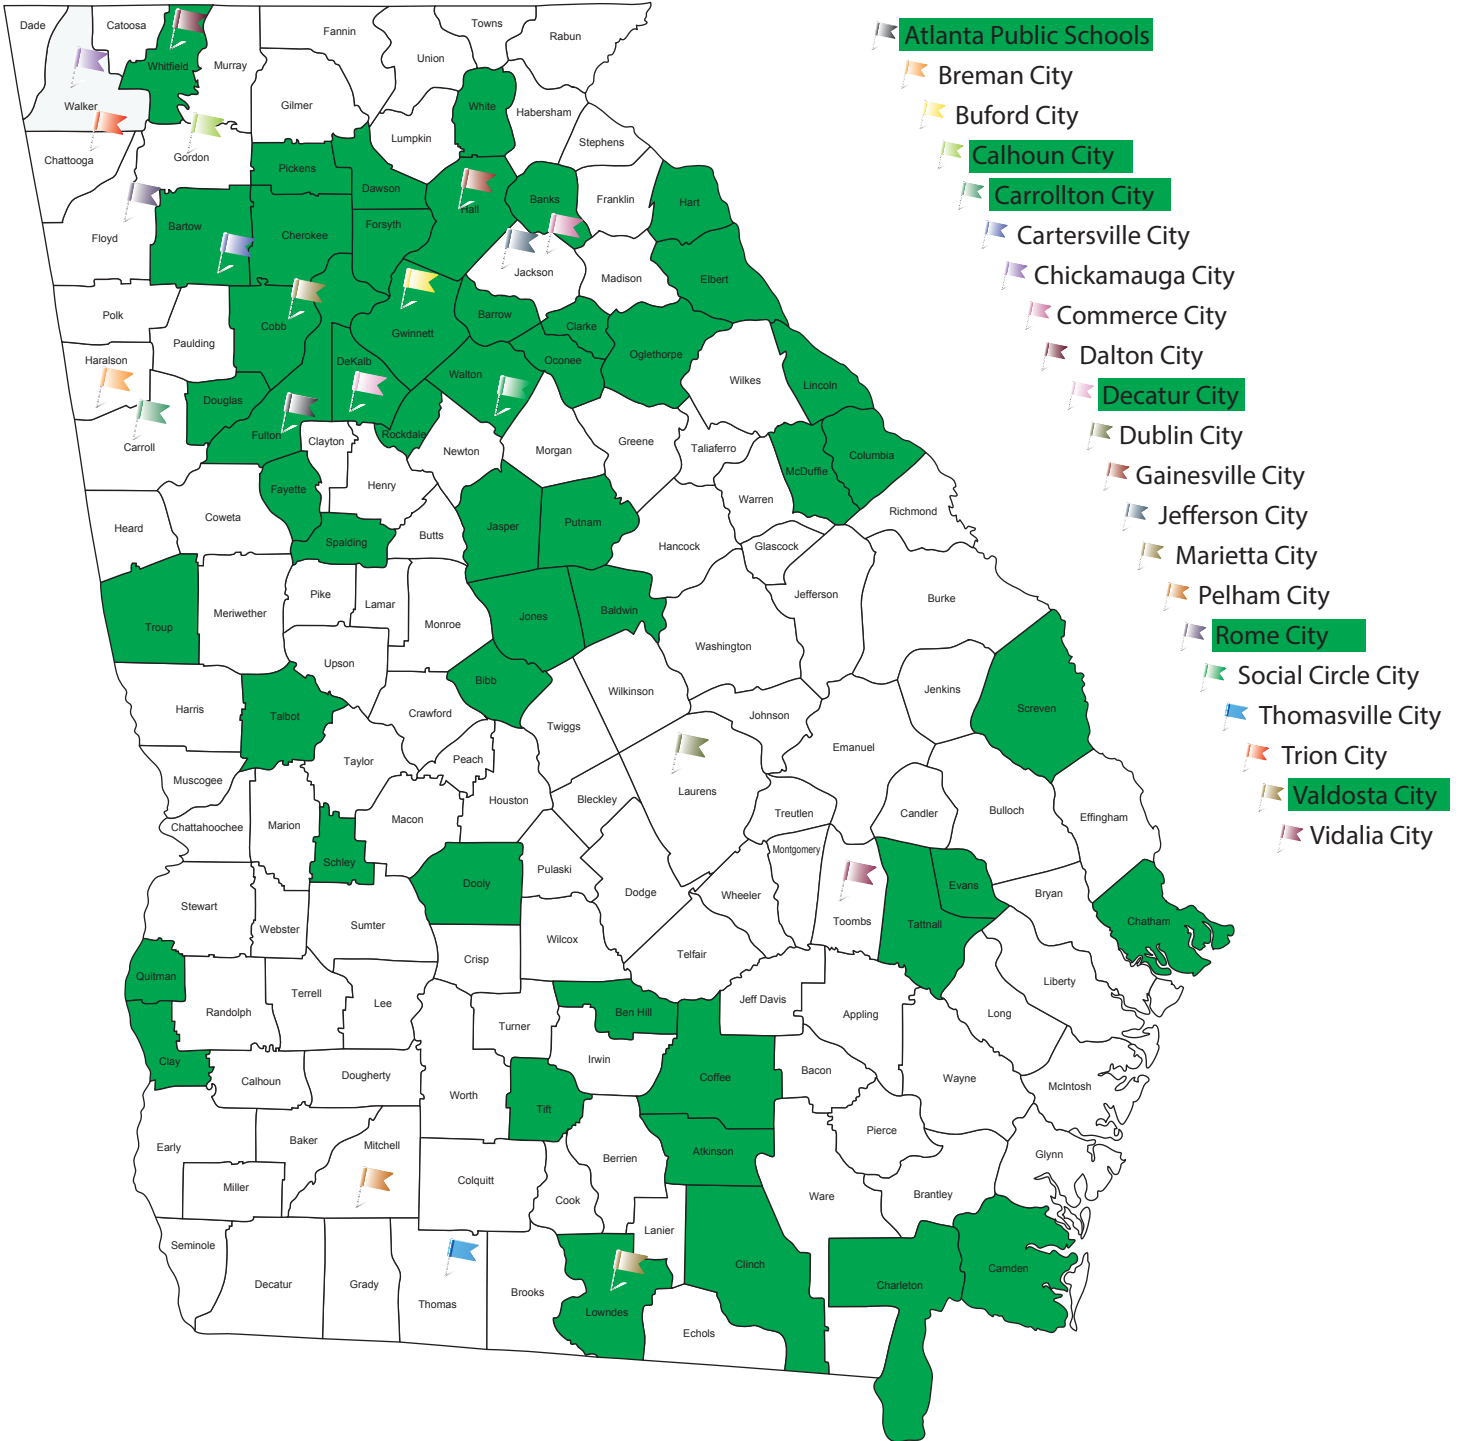 Dade
Catoosa
Whitfield
Murray
Fannin
Towns
Union
Rabun
Walker
Gilmer
White
Habersham
Lumpkin
Stephens
Chattooga
Gordon
Pickens
Dawson
Hall
Banks
Franklin
Hart
Floyd
Bartow
Cherokee
Forsyth
Jackson
Madison
Elbert
Polk
Paulding
Cobb
Gwinnett
Barrow
Clarke
Oconee
Oglethorpe
Haralson
DeKalb
Walton
Wilkes
Lincoln
Douglas
Carroll
Fulton
Clayton
Rockdale
Newton
Morgan
Greene
Taliaferro
McDuffie
Columbia
Heard
Coweta
Fayette
Henry
Spalding
Butts
Jasper
Putnam
Hancock
Warren
Glascock
Richmond
Troup
Meriwether
Pike
Lamar
Monroe
Jones
Baldwin
Washington
Jefferson
Burke
Upson
Bibb
Wilkinson
Jenkins
Screven
Harris
Talbot
Crawford
Twiggs
Johnson
Emanuel
Muscogee
Taylor
Peach
Houston
Bleckley
Laurens
Treutlen
Candler
Bulloch
Effingham
Chattahoochee
Marion
Macon
Schley
Dooly
Pulaski
Dodge
Wheeler
Montgomery
Toombs
Tattnall
Evans
Bryan
Chatham
Stewart
Webster
Sumter
Crisp
Wilcox
Telfair
Quitman
Randolph
Terrell
Lee
Turner
Ben Hill
Jeff Davis
Appling
Long
Liberty
Clay
Calhoun
Dougherty
Worth
Irwin
Tift
Coffee
Bacon
Wayne
McIntosh
Early
Baker
Mitchell
Miller
Colquitt
Cook
Berrien
Atkinson
Pierce
Ware
Brantley
Glynn
Seminole
Decatur
Grady
Thomas
Brooks
Lowndes
Lanier
Echols
Clinch
Charleton
Camden
Atlanta Public Schools
Breman City
Buford City
Calhoun City
Carrollton City
Cartersville City
Chickamauga City
Commerce City
Dalton City
Decatur City
Dublin City
Gainesville City
Jefferson City
Marietta City
Pelham City
Rome City
Social Circle City
Thomasville City
Trion City
Valdosta City
Vidalia City